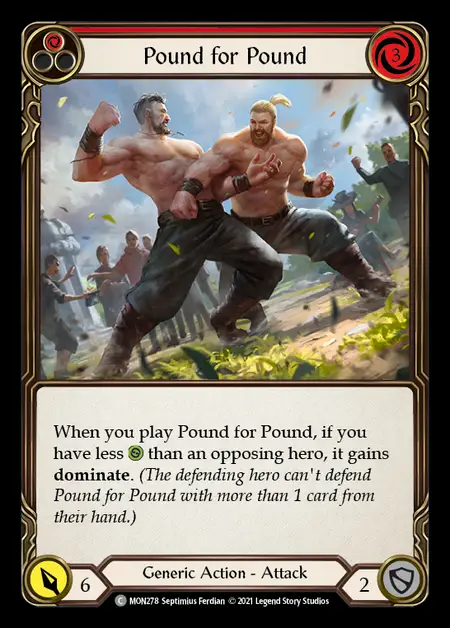 Pound for Pound
3
When you play Pound for Pound, if you
have less than an opposing hero, it gains
dominate. (The defending hero can't defend
Pound for Pound with more than 1 card from
their hand.)
6
Generic Action - Attack
2
C MON278 Septimius Ferdian © 2021 Legend Story Studios